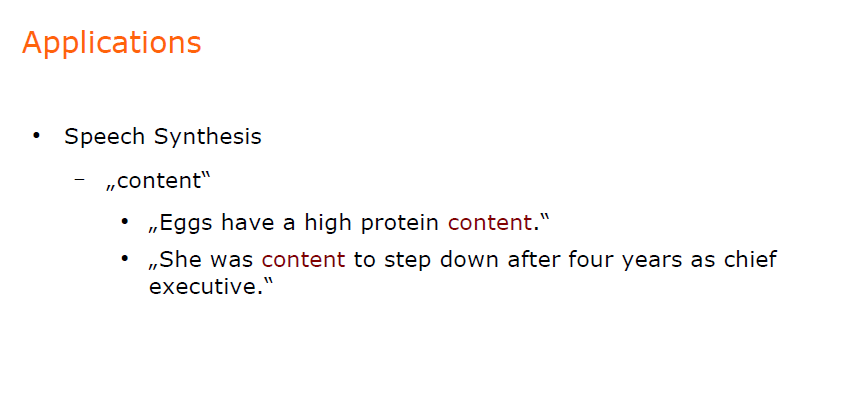 Applications
• Speech Synthesis
– „content‟
• „Eggs have a high protein content.‟
• „She was content to step down after four years as chief
executive.‟